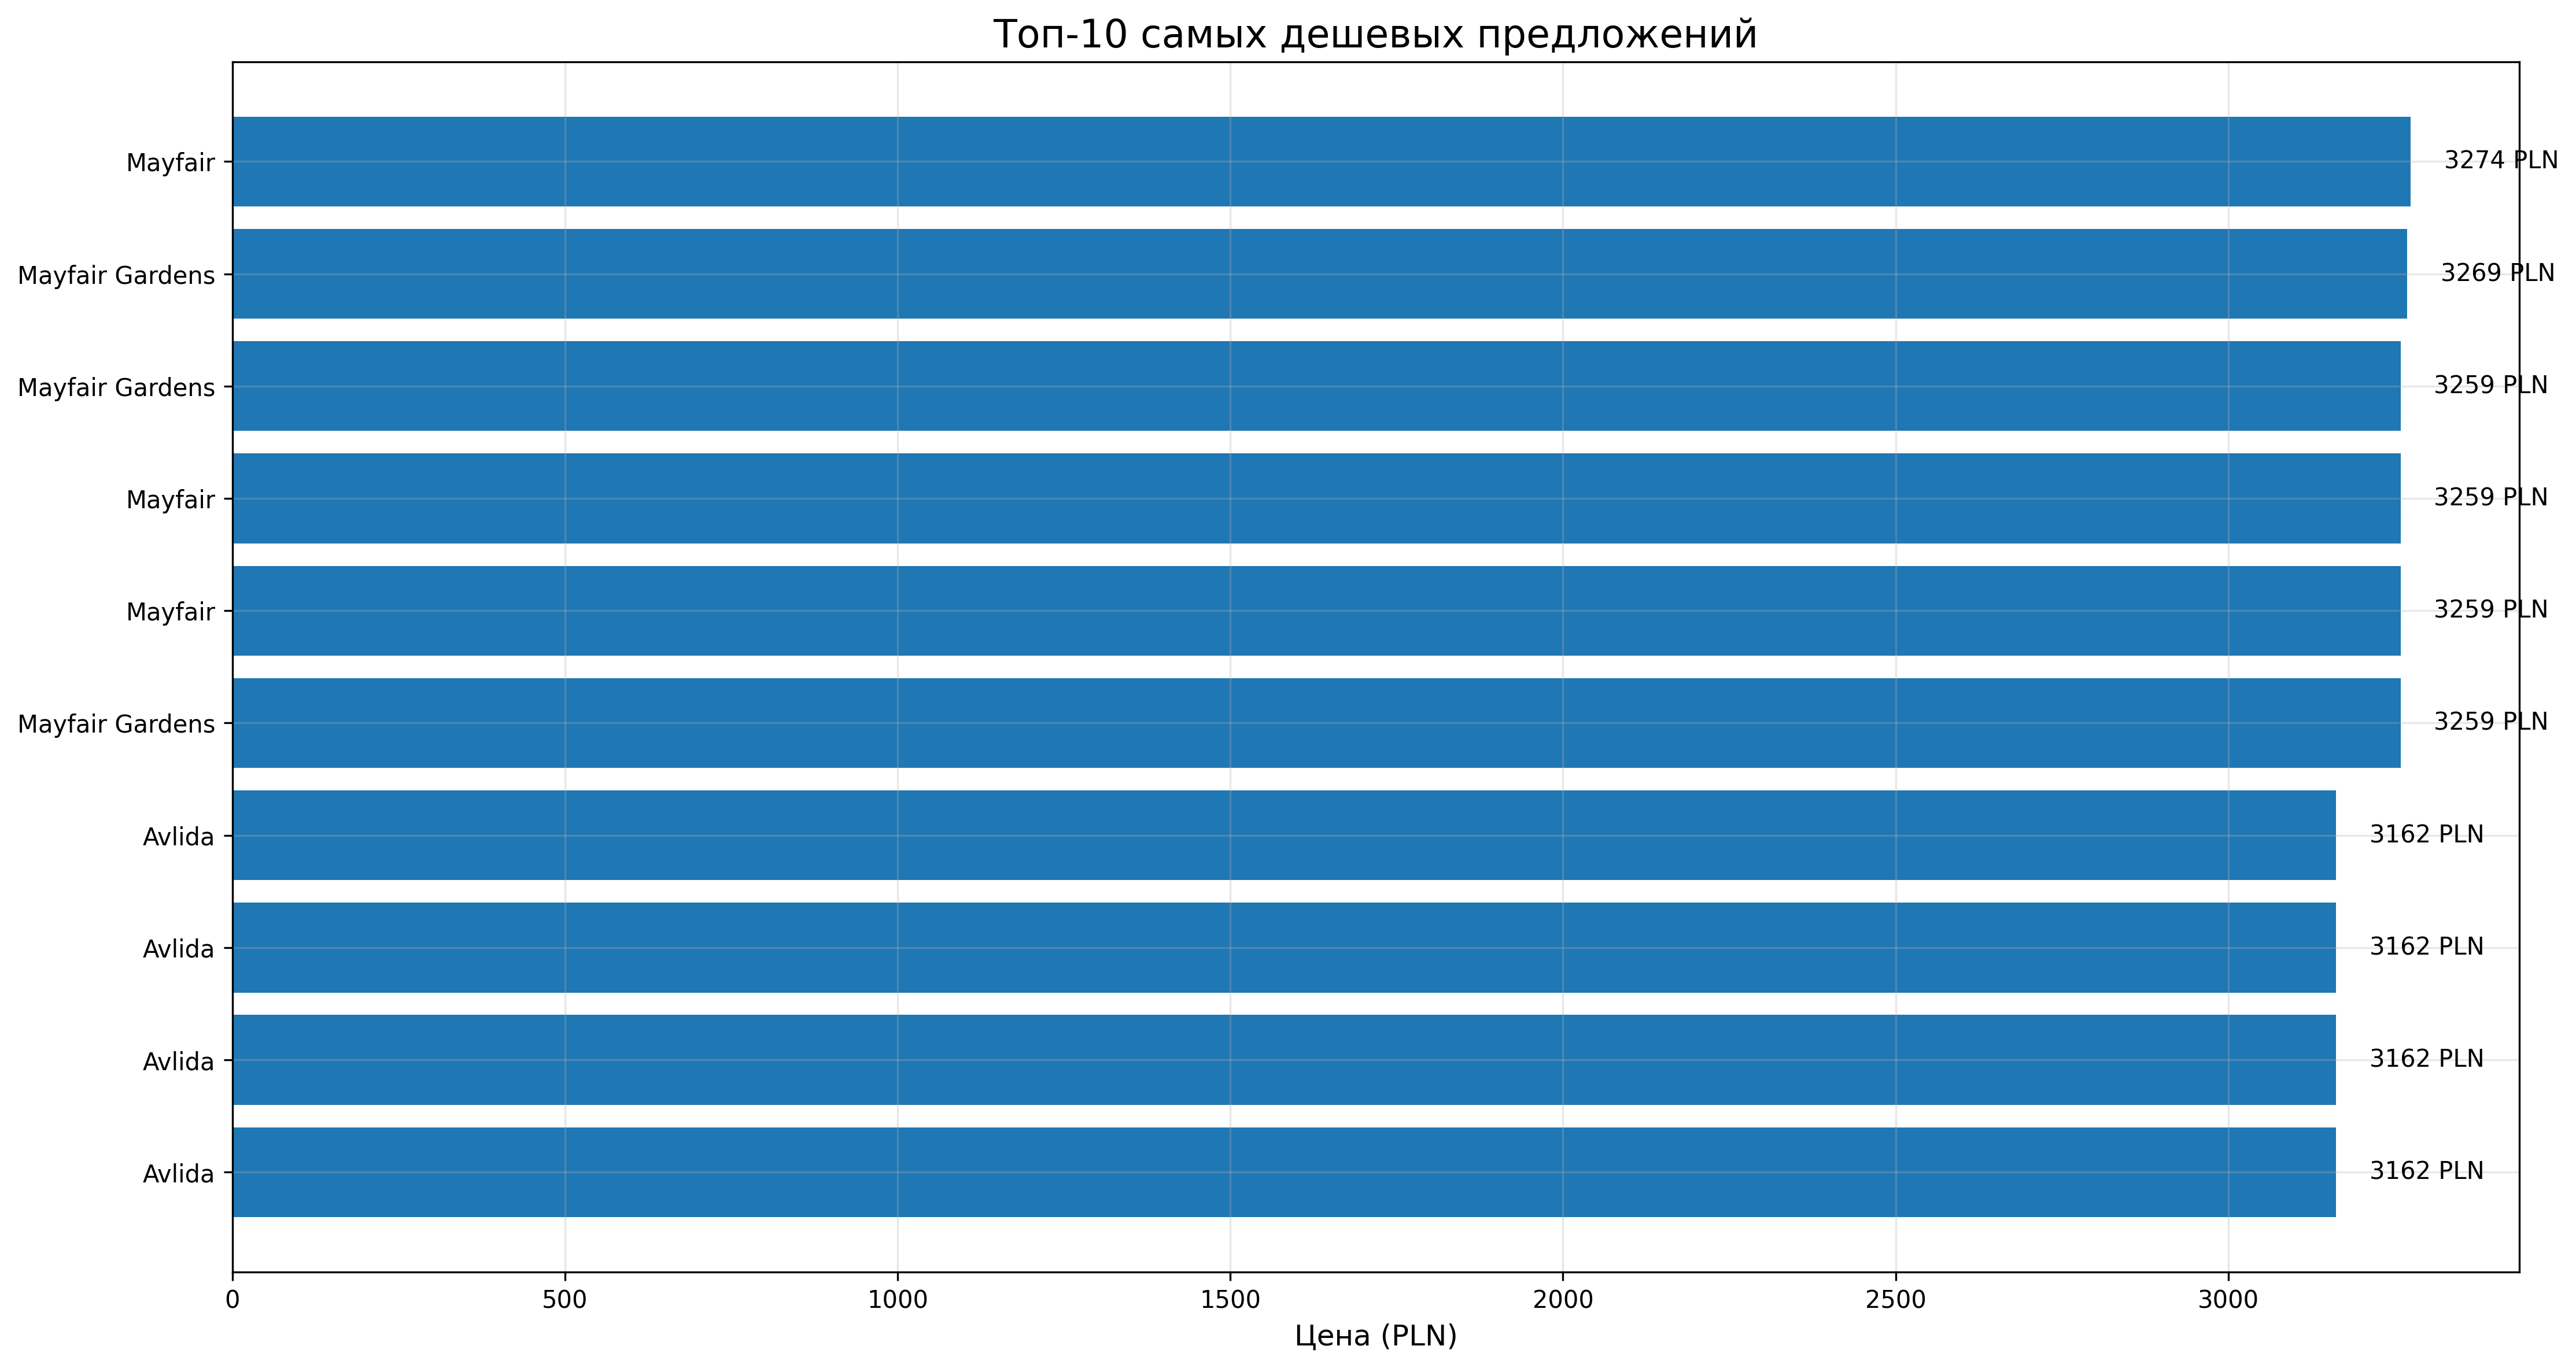 Топ-10 самых дешевых предложений
Mayfair 3274 PLN
Mayfair Gardens 3269 PLN
Mayfair Gardens 3259 PLN
Mayfair 3259 PLN
Mayfair 3259 PLN
Mayfair Gardens 3259 PLN
Avlida 3162 PLN
Avlida 3162 PLN
Avlida 3162 PLN
Avlida 3162 PLN
0 500 1000 1500 2000 2500 3000
Цена (PLN)